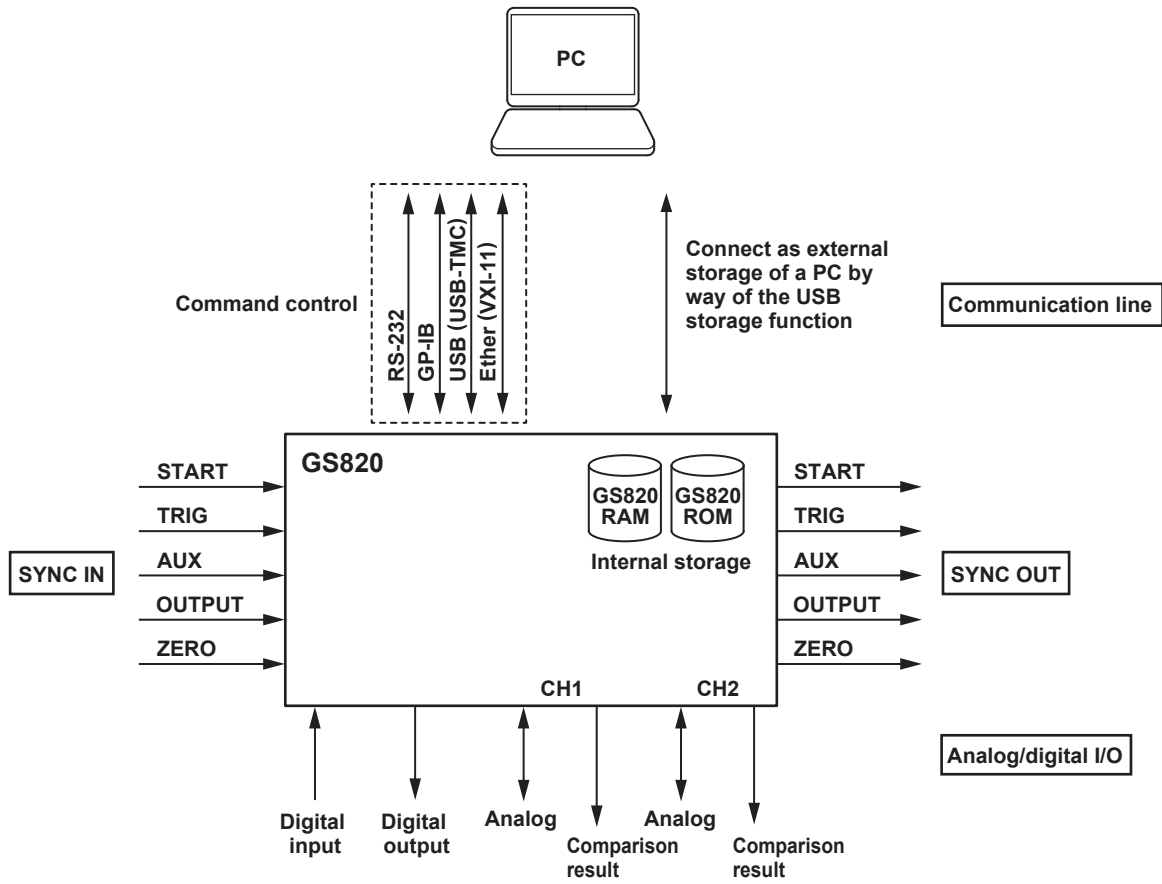 PC
Command control
RS-232
GP-IB
USB (USB-TMC)
Ether (VXI-11)
Connect as external
storage of a PC by
way of the USB
storage function
Communication line
GS820
GS820
RAM
GS820
ROM
Internal storage
SYNC IN
START
TRIG
AUX
OUTPUT
ZERO
START
TRIG
AUX
OUTPUT
ZERO
SYNC OUT
CH1
CH2
Analog/digital I/O
Digital
input
Digital
output
Analog
Comparison
result
Analog
Comparison
result